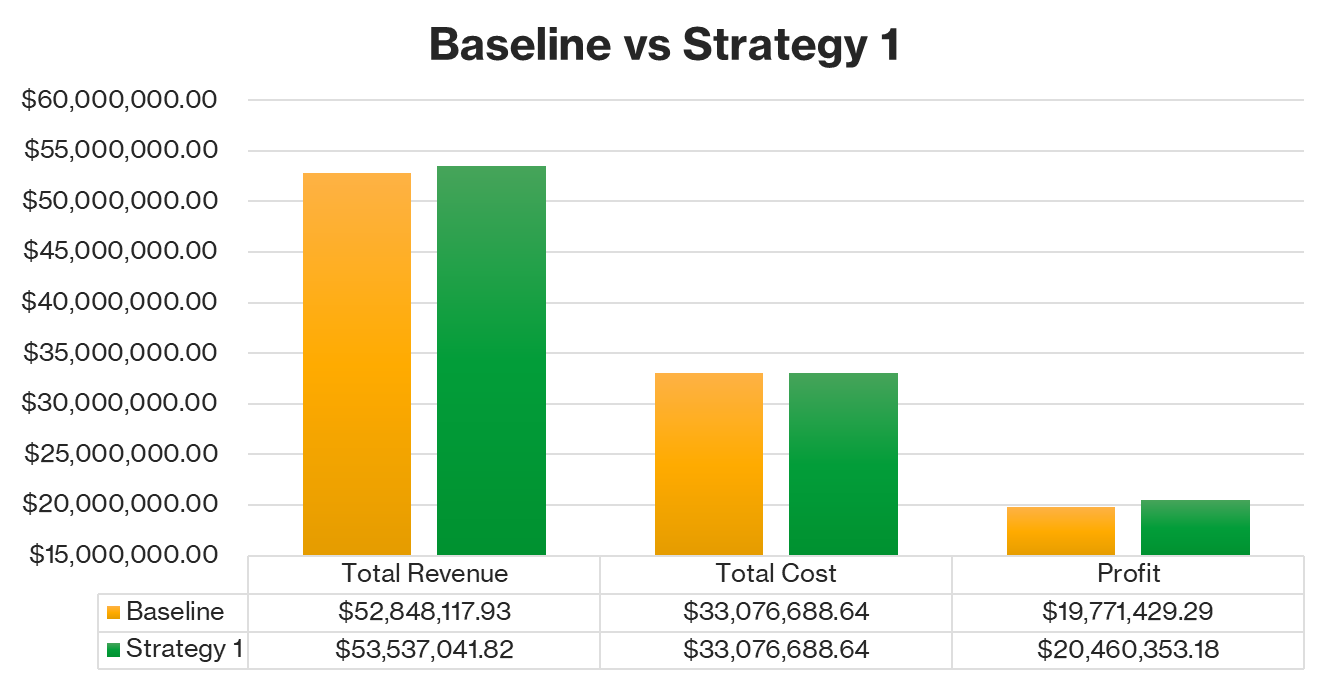 Baseline vs Strategy 1
$60,000,000.00
$55,000,000.00
$50,000,000.00
$45,000,000.00
$40,000,000.00
$35,000,000.00
$30,000,000.00
$25,000,000.00
$20,000,000.00
$15,000,000.00
Total Revenue Total Cost Profit
Baseline $52,848,117.93 $33,076,688.64 $19,771,429.29
Strategy 1 $53,537,041.82 $33,076,688.64 $20,460,353.18